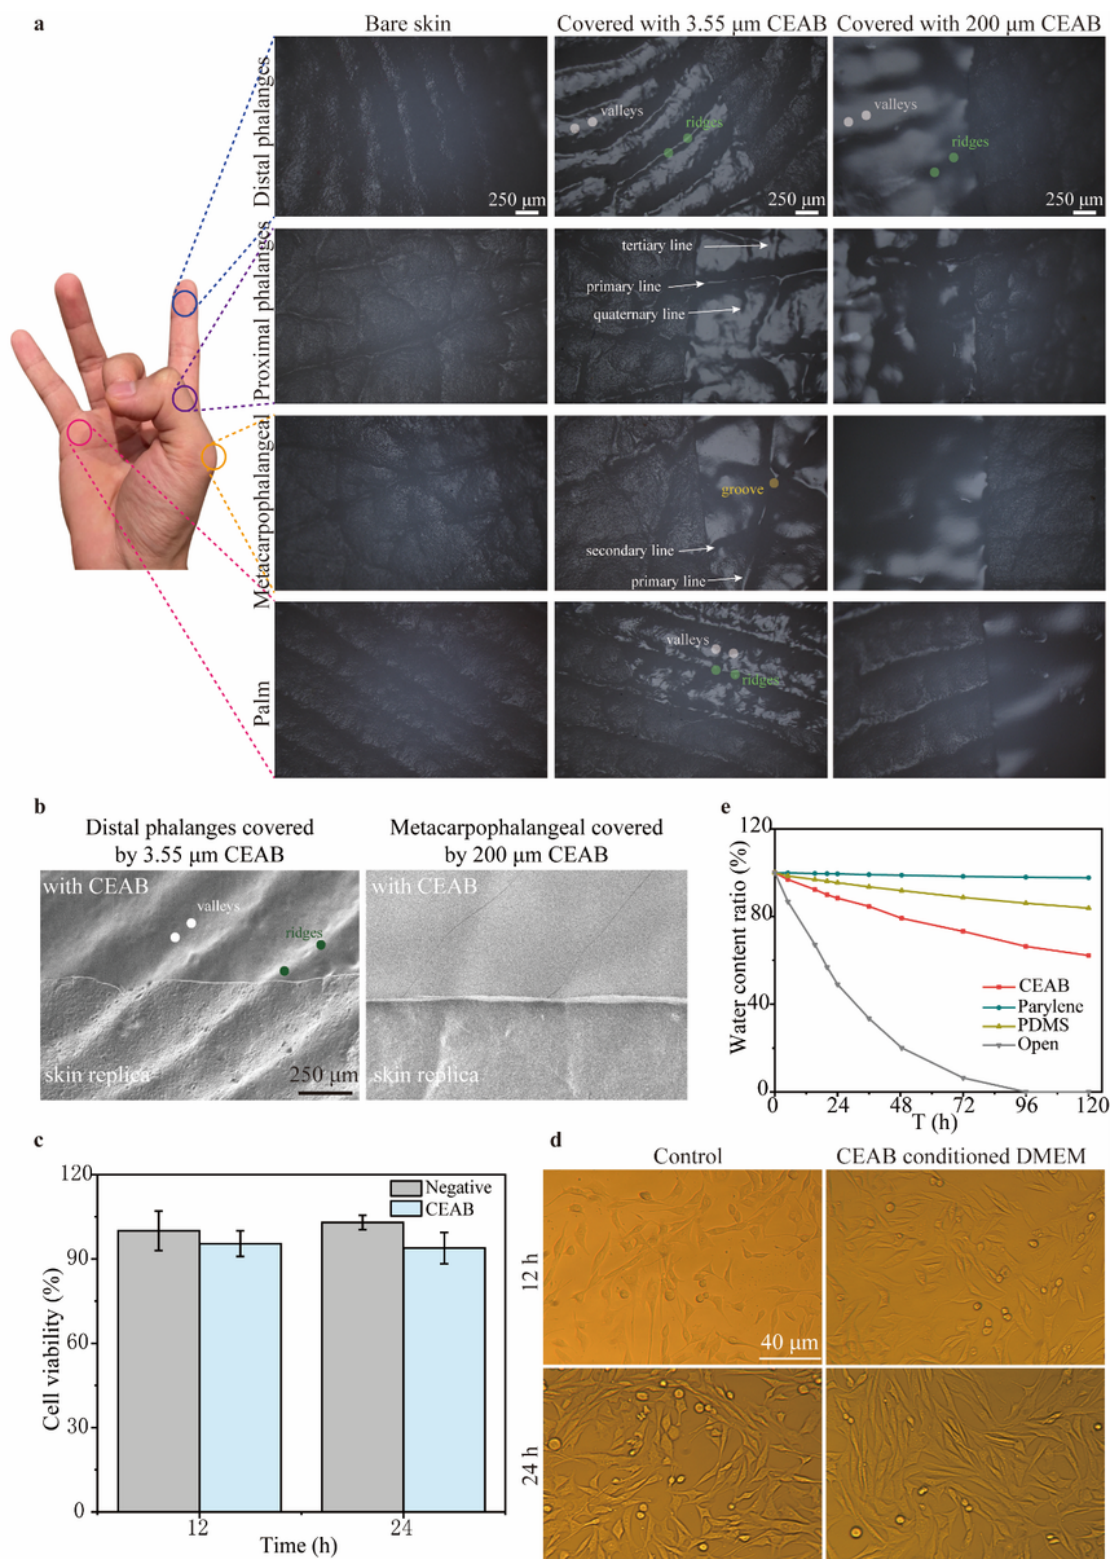 a
Bare skin
Covered with 3.55 μm CEAB
Covered with 200 μm CEAB
Distal phalanges
valleys
ridges
250 μm
valleys
ridges
250 μm
Proximal phalanges
tertiary line
primary line
quaternary line
Metacarpophalangeal
groove
secondary line
primary line
Palm
valleys
ridges
b
Distal phalanges covered
by 3.55 μm CEAB
with CEAB
valleys
ridges
skin replica
250 μm
Metacarpophalangeal covered
by 200 μm CEAB
with CEAB
skin replica
e
Water content ratio (%)
120
80
40
0
CEAB
Parylene
PDMS
Open
0 24 48 72 96 120
T (h)
c
Cell viability (%)
120
90
60
30
0
Negative
CEAB
12 24
Time (h)
d
Control
CEAB conditioned DMEM
12 h
40 μm
24 h